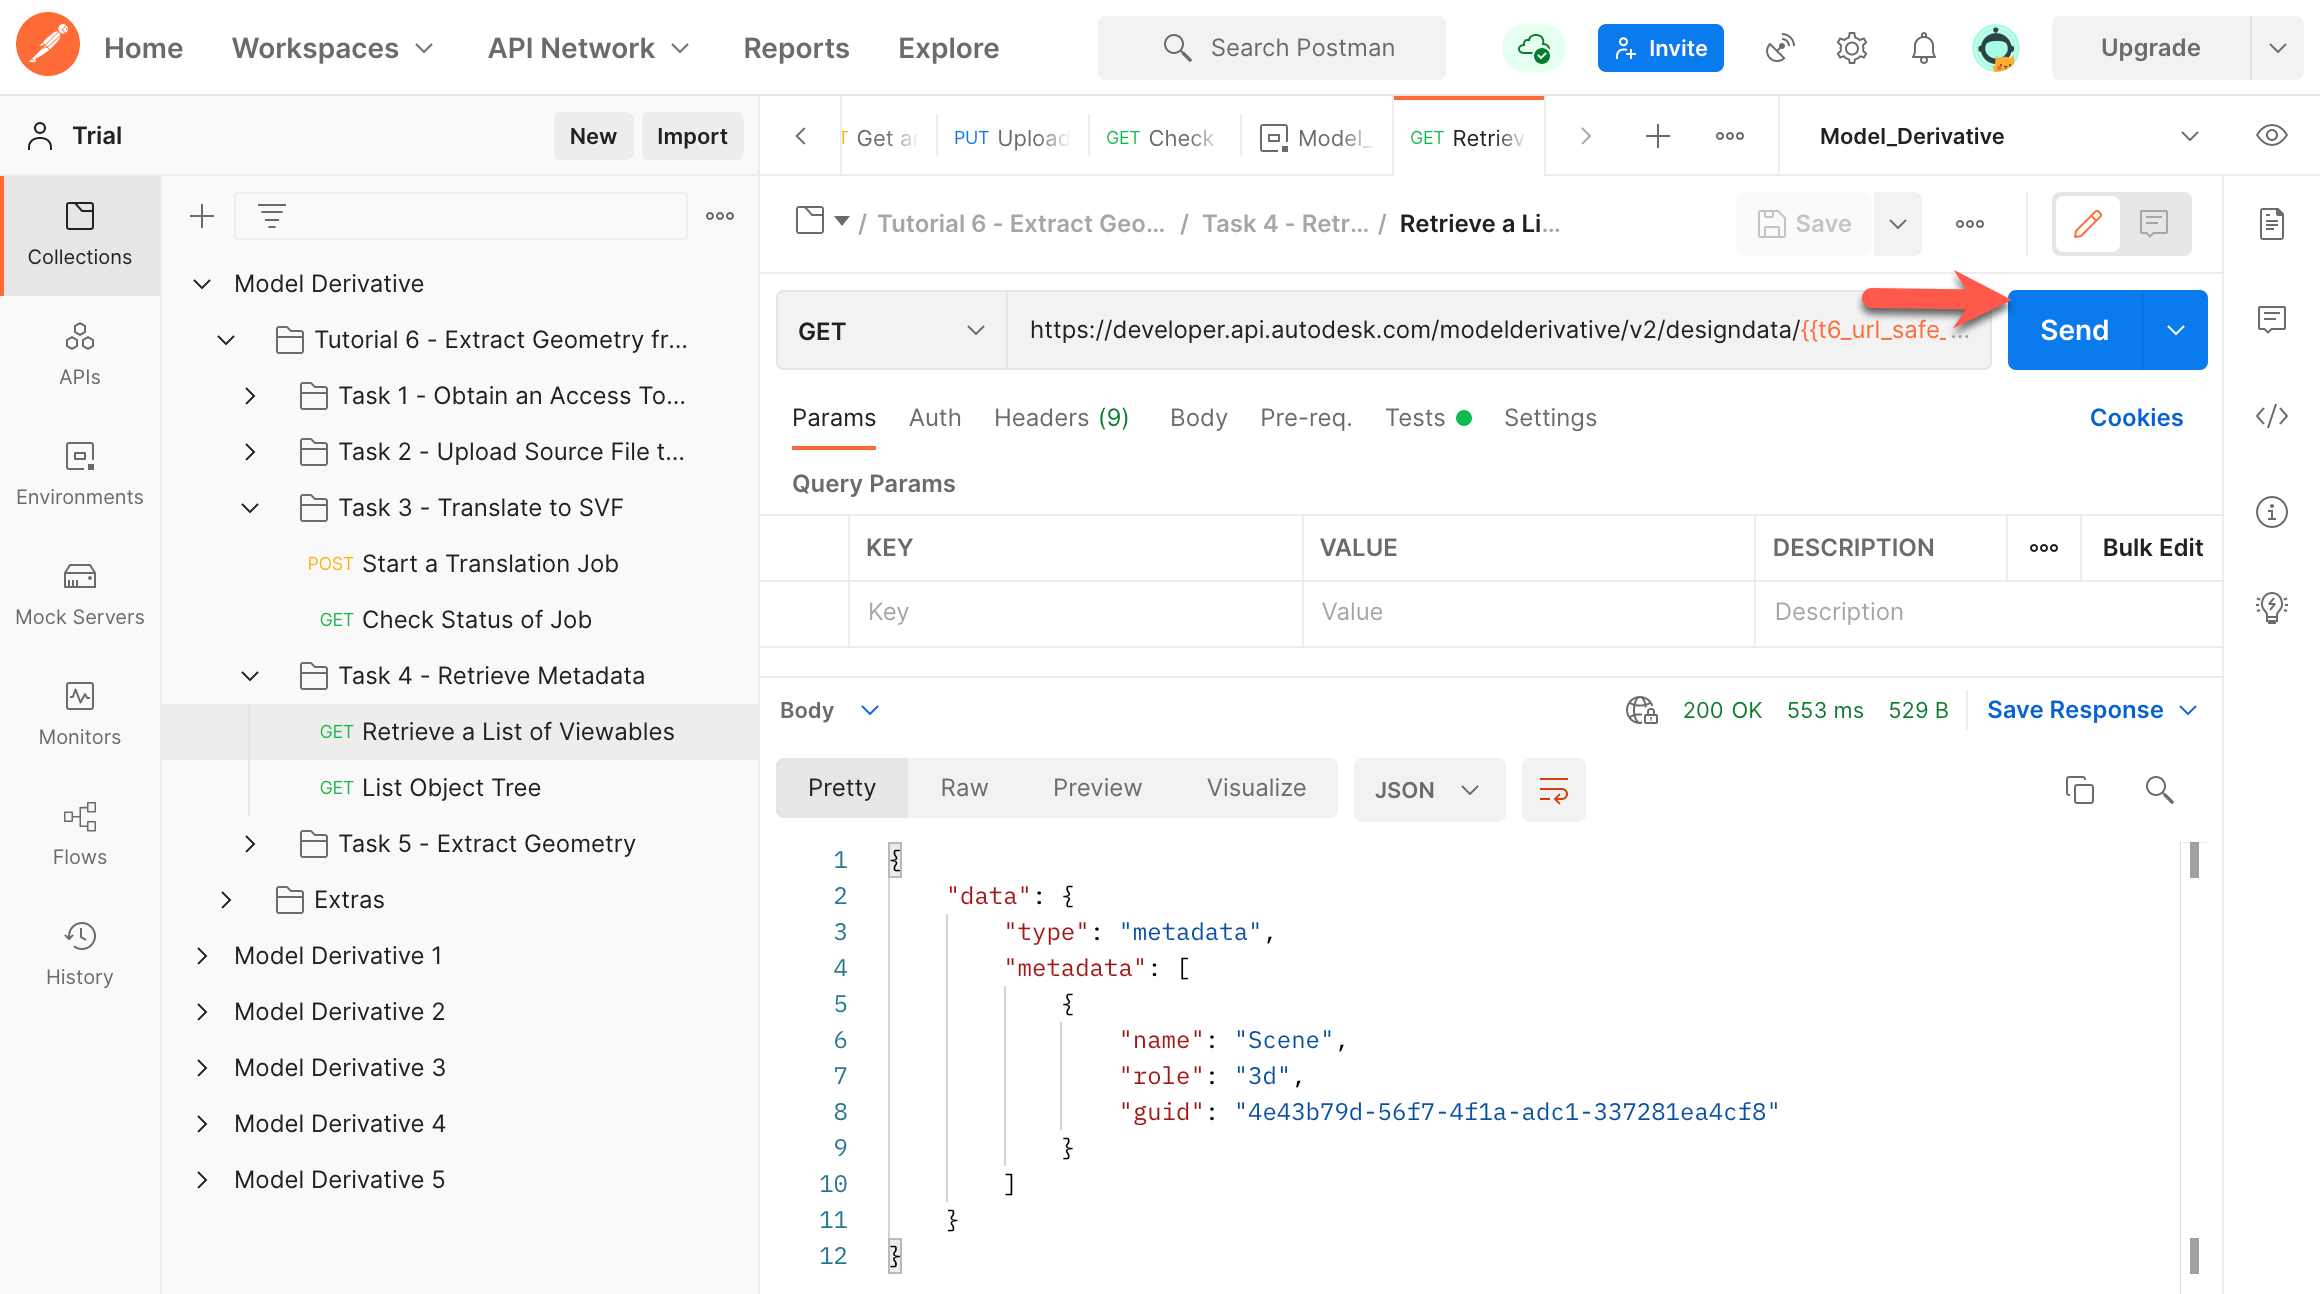 Home
Workspaces
API Network
Reports
Explore
Search Postman
Invite
Upgrade
Trial
New
Import
Get ar
PUT Upload
GET Check
Model_
GET Retriev
Model_Derivative
Collections
APIs
Environments
Mock Servers
Monitors
Flows
History
Model Derivative
Tutorial 6 - Extract Geometry fr...
Task 1 - Obtain an Access To...
Task 2 - Upload Source File t...
Task 3 - Translate to SVF
POST Start a Translation Job
GET Check Status of Job
Task 4 - Retrieve Metadata
GET Retrieve a List of Viewables
GET List Object Tree
Task 5 - Extract Geometry
Extras
Model Derivative 1
Model Derivative 2
Model Derivative 3
Model Derivative 4
Model Derivative 5
/ Tutorial 6 - Extract Geo... / Task 4 - Retr... / Retrieve a Li...
Save
GET
https://developer.api.autodesk.com/modelderivative/v2/designdata/{{t6_url_safe_...
Send
Params
Auth
Headers (9)
Body
Pre-req.
Tests
Settings
Cookies
Query Params
KEY
VALUE
DESCRIPTION
Bulk Edit
Key
Value
Description
Body
200 OK
553 ms
529 B
Save Response
Pretty
Raw
Preview
Visualize
JSON
1 {
2 "data": {
3 "type": "metadata",
4 "metadata": [
5 {
6 "name": "Scene",
7 "role": "3d",
8 "guid": "4e43b79d-56f7-4f1a-adc1-337281ea4cf8"
9 }
10 ]
11 }
12 }